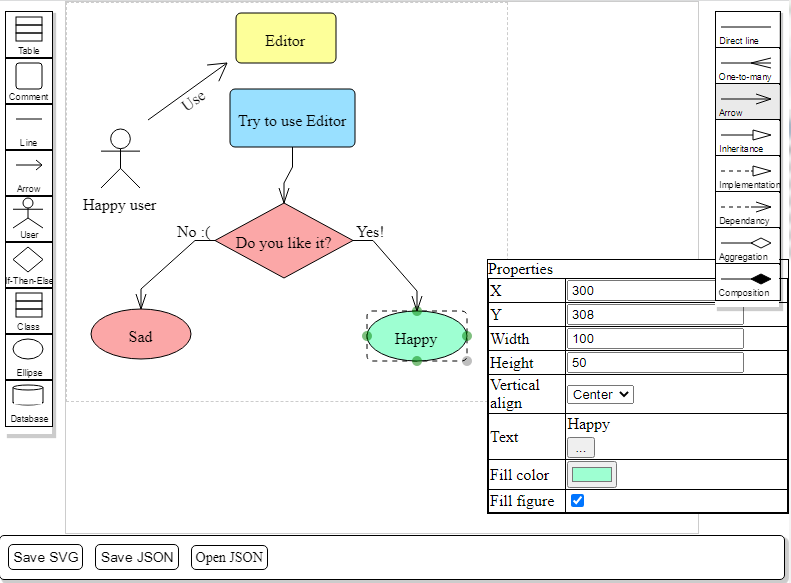 Table
Comment
Line
Arrow
User
If-Then-Else
Class
Ellipse
Database
Editor
Use
Try to use Editor
Happy user
No :(
Do you like it?
Yes!
Sad
Happy
Direct line
One-to-many
Arrow
Inheritance
Implementation
Dependancy
Aggregation
Composition
Properties
X 300
Y 308
Width 100
Height 50
Vertical
align Center
Text Happy
...
Fill color
Fill figure
Save SVG Save JSON Open JSON